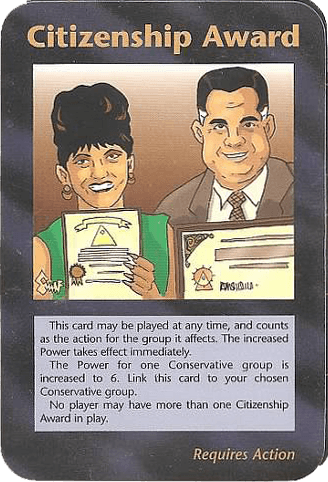 Citizenship Award
This card may be played at any time, and counts
as the action for the group it affects. The increased
Power takes effect immediately.
The Power for one Conservative group is
increased to 6. Link this card to your chosen
Conservative group.
No player may have more than one Citizenship
Award in play.
Requires Action